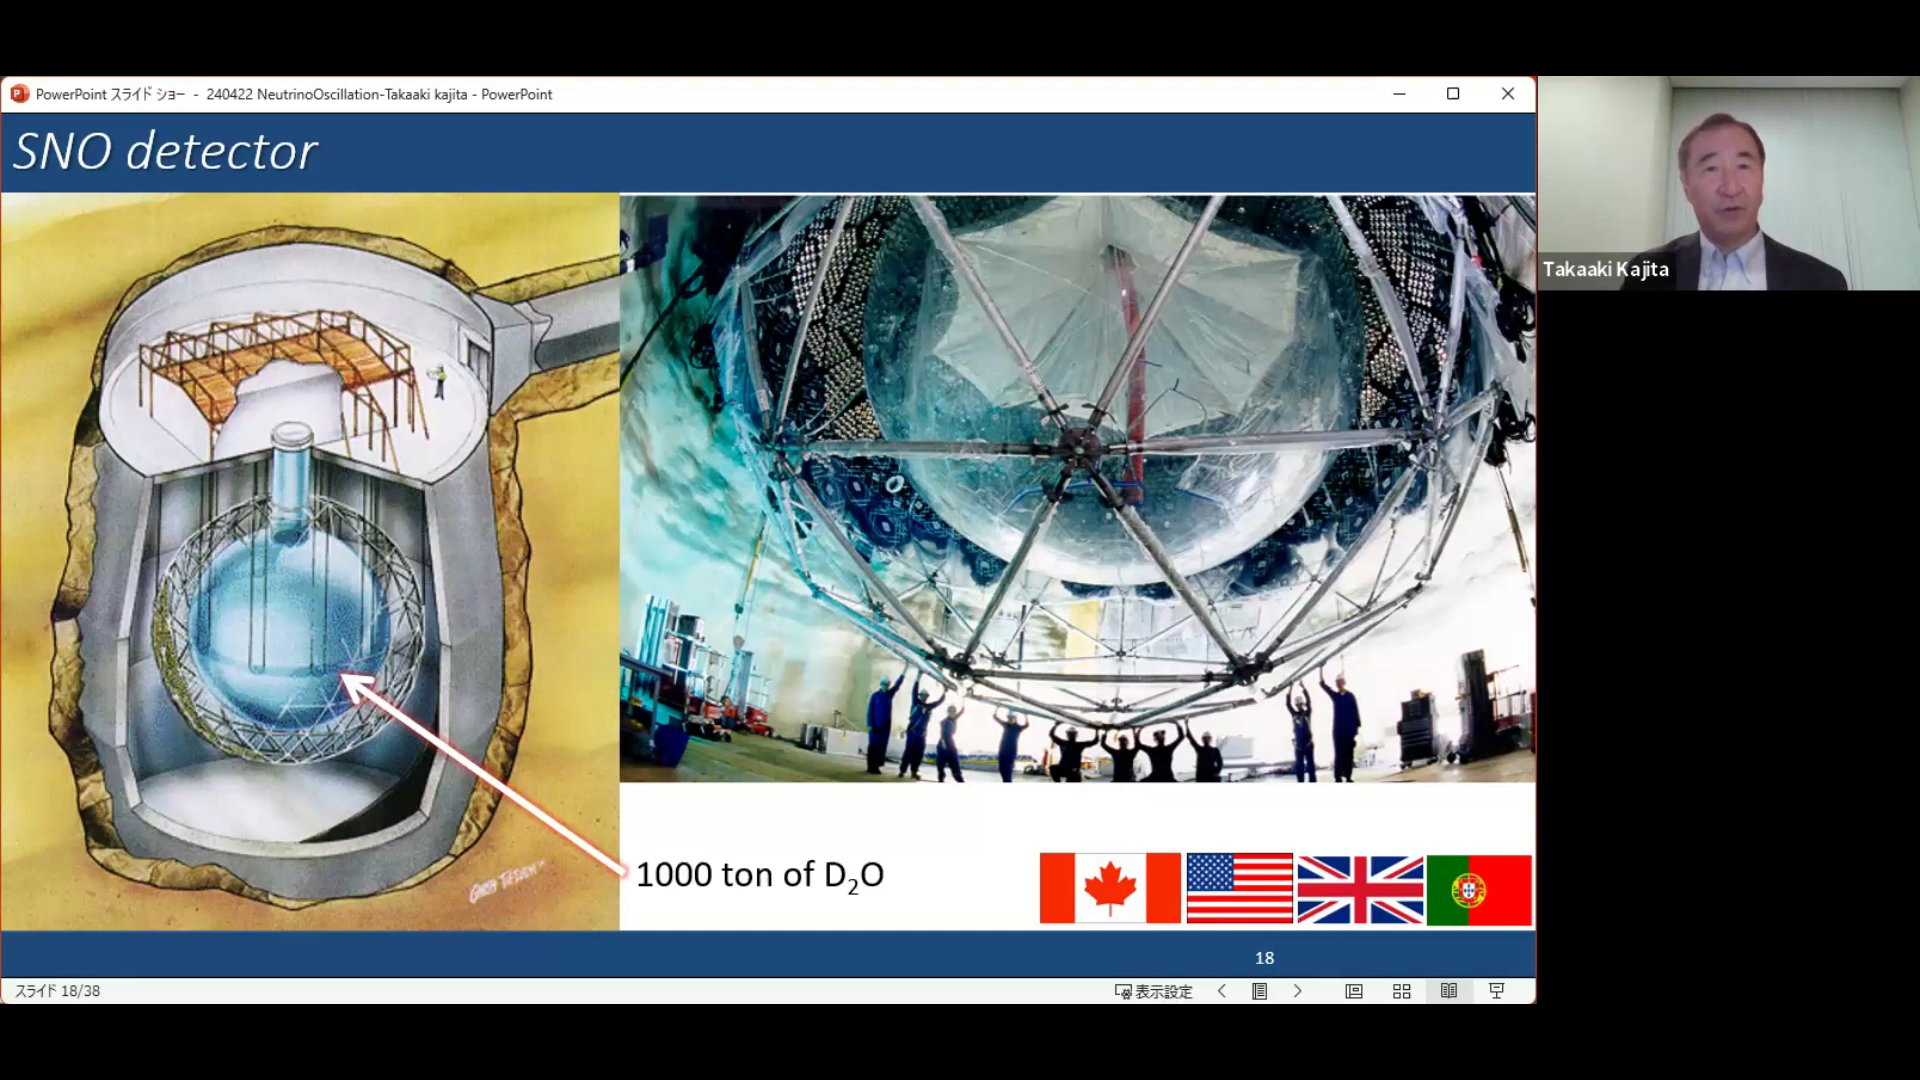 PowerPoint スライド ショー - 240422 NeutrinoOscillation-Takaaki kajita - PowerPoint
SNO detector
Takaaki Kajita
1000 ton of D₂O
18
スライド 18/38
表示設定